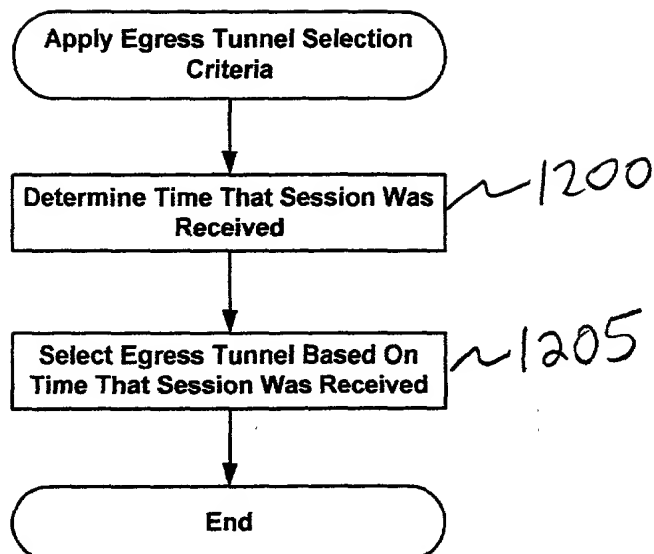 Apply Egress Tunnel Selection
Criteria
Determine Time That Session Was
Received
1200
Select Egress Tunnel Based On
Time That Session Was Received
1205
End